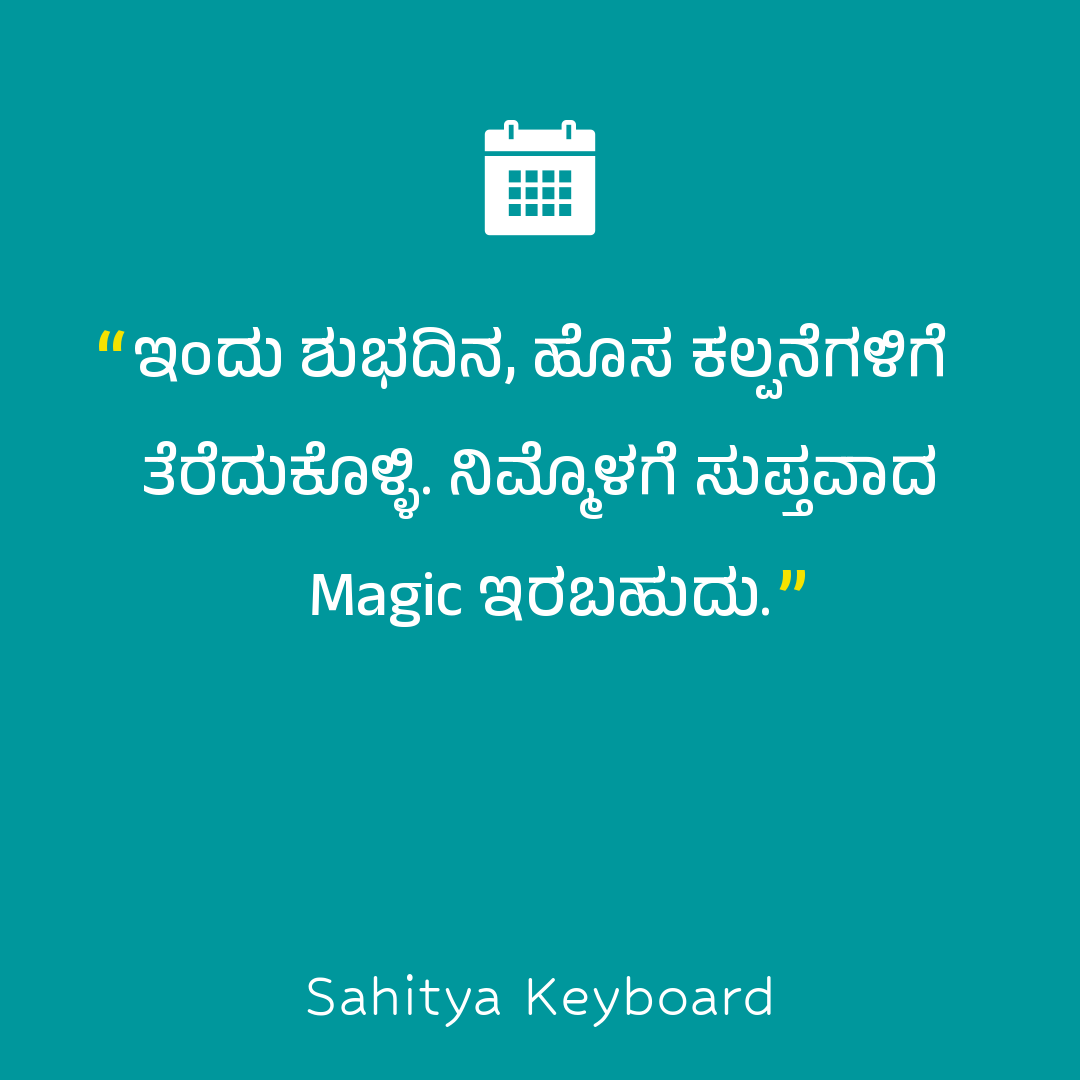 “ಇಂದು ಶುಭದಿನ, ಹೊಸ ಕಲ್ಪನೆಗಳಿಗೆ
ತೆರೆದುಕೊಳ್ಳಿ. ನಿಮ್ಮೊಳಗೆ ಸುಪ್ತವಾದ
Magic ಇರಬಹುದು.”
Sahitya Keyboard